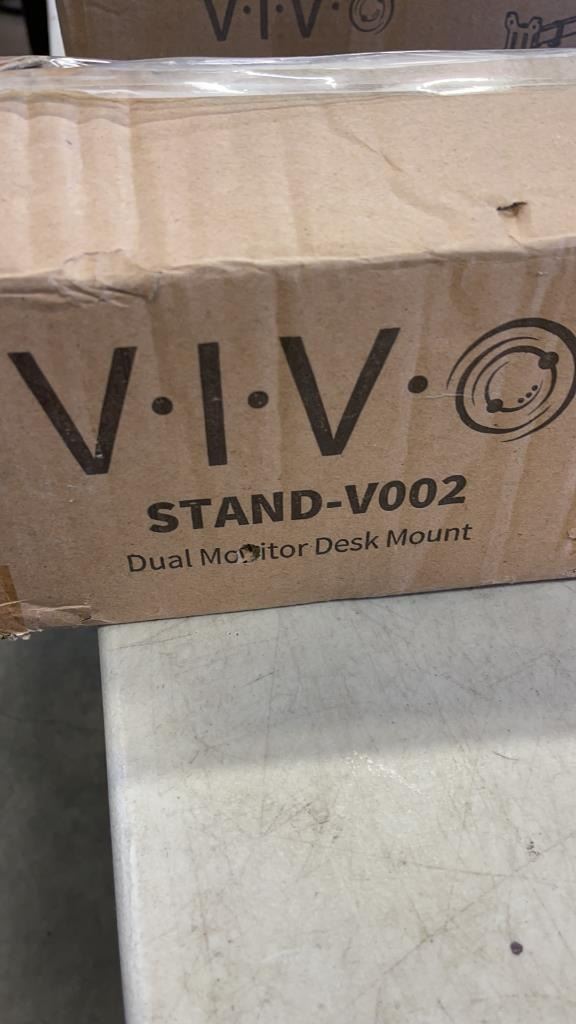 V·I·V
V·I·V·O
STAND-V002
Dual Monitor Desk Mount